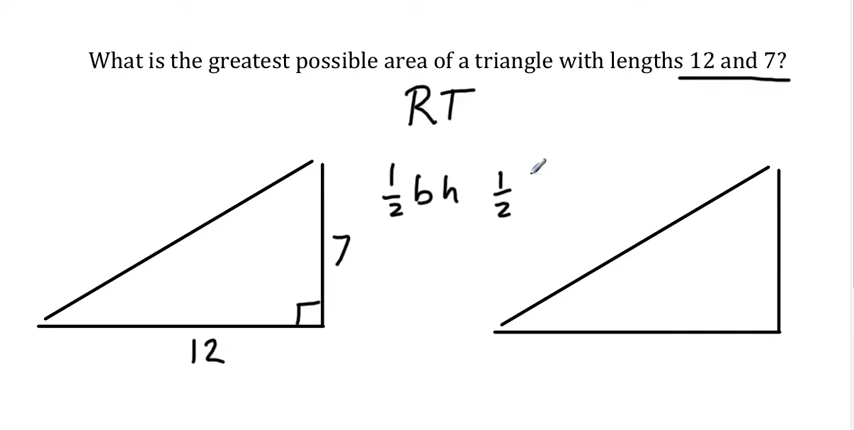 What is the greatest possible area of a triangle with lengths 12 and 7?
RT
½bh ½
7
12